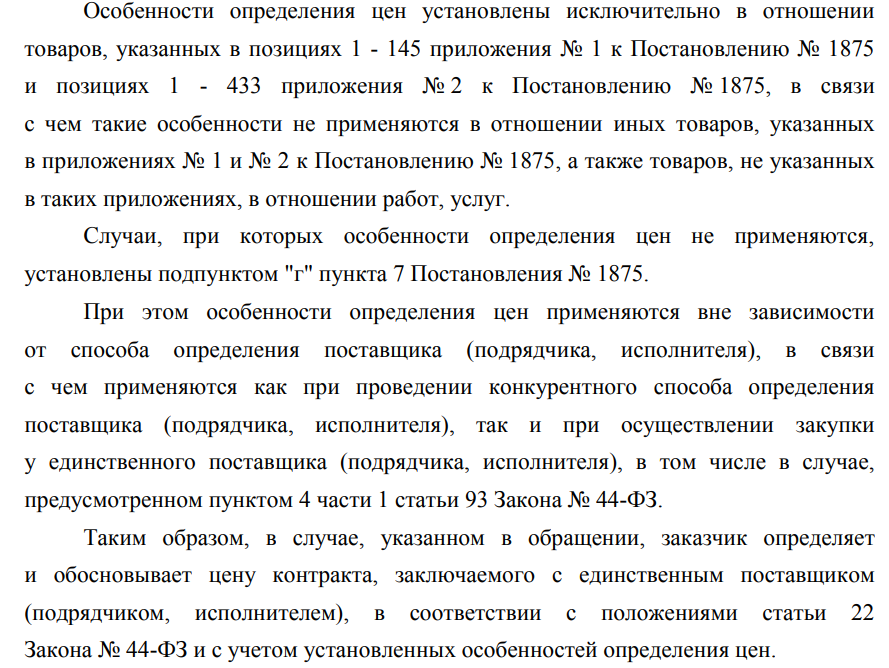 Особенности определения цен установлены исключительно в отношении
товаров, указанных в позициях 1 - 145 приложения № 1 к Постановлению № 1875
и позициях 1 - 433 приложения № 2 к Постановлению № 1875, в связи
с чем такие особенности не применяются в отношении иных товаров, указанных
в приложениях № 1 и № 2 к Постановлению № 1875, а также товаров, не указанных
в таких приложениях, в отношении работ, услуг.
Случаи, при которых особенности определения цен не применяются,
установлены подпунктом "г" пункта 7 Постановления № 1875.
При этом особенности определения цен применяются вне зависимости
от способа определения поставщика (подрядчика, исполнителя), в связи
с чем применяются как при проведении конкурентного способа определения
поставщика (подрядчика, исполнителя), так и при осуществлении закупки
у единственного поставщика (подрядчика, исполнителя), в том числе в случае,
предусмотренном пунктом 4 части 1 статьи 93 Закона № 44-ФЗ.
Таким образом, в случае, указанном в обращении, заказчик определяет
и обосновывает цену контракта, заключаемого с единственным поставщиком
(подрядчиком, исполнителем), в соответствии с положениями статьи 22
Закона № 44-ФЗ и с учетом установленных особенностей определения цен.